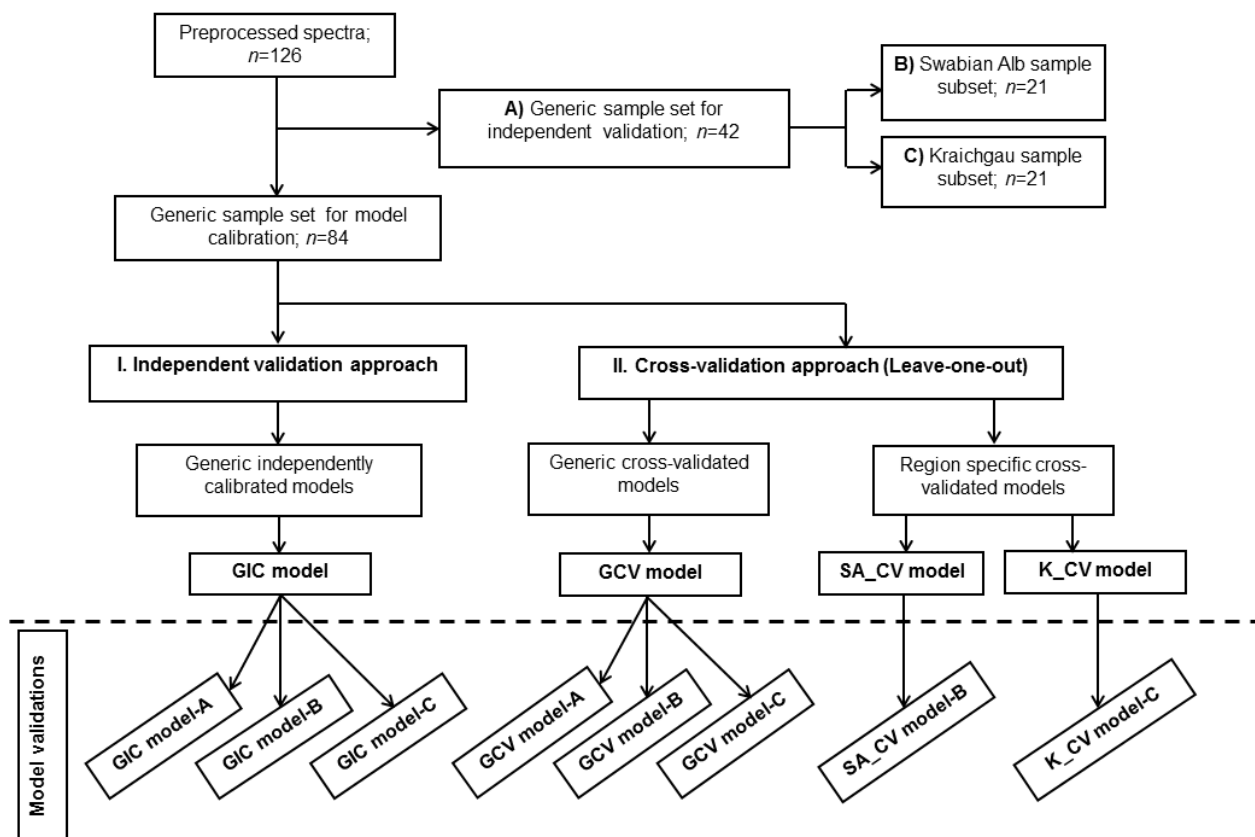 Preprocessed spectra;
n=126
A) Generic sample set for
independent validation; n=42
B) Swabian Alb sample
subset; n=21
C) Kraichgau sample
subset; n=21
Generic sample set for model
calibration; n=84
I. Independent validation approach
II. Cross-validation approach (Leave-one-out)
Generic independently
calibrated models
Generic cross-validated
models
Region specific cross-
validated models
GIC model
GCV model
SA_CV model
K_CV model
Model validations
GIC model-A
GIC model-B
GIC model-C
GCV model-A
GCV model-B
GCV model-C
SA_CV model-B
K_CV model-C